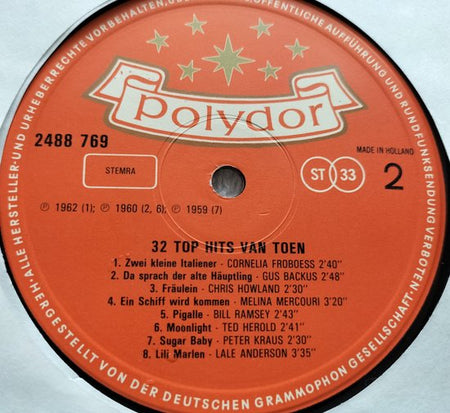 ALLE HERSTELLER-UND URHEBERRECHTE VORBEHALTEN, ÖFFENTLICHE AUFFÜHRUNG UND RUNDFUNKSENDUNG VERBOTEN.
polydor
2488 769
MADE IN HOLLAND
STEMRA
ST 33
2
Ⓟ 1962 (1); Ⓟ 1960 (2, 6); Ⓟ 1959 (7)
32 TOP HITS VAN TOEN
1. Zwei kleine Italiener - CORNELIA FROBOESS 2'40''
2. Da sprach der alte Häuptling - GUS BACKUS 2'48''
3. Fräulein - CHRIS HOWLAND 2'30''
4. Ein Schiff wird kommen - MELINA MERCOURI 3'20''
5. Pigalle - BILL RAMSEY 2'43''
6. Moonlight - TED HEROLD 2'41''
7. Sugar Baby - PETER KRAUS 2'30''
8. Lili Marlen - LALE ANDERSON 3'35''
HERGESTELLT VON DER DEUTSCHEN GRAMMOPHON GESELLSCHAFT